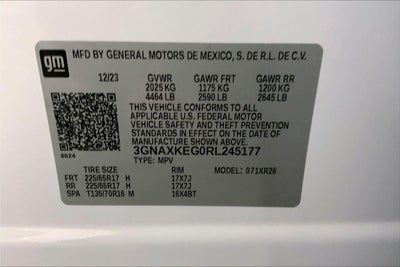 gm
MFD BY GENERAL MOTORS DE MEXICO, S. DE R.L. DE C.V.
12/23 GVWR GAWR FRT GAWR RR
2025 KG 1175 KG 1200 KG
4464 LB 2590 LB 2645 LB
THIS VEHICLE CONFORMS TO ALL
APPLICABLE U.S. FEDERAL MOTOR
VEHICLE SAFETY AND THEFT PREVENTION
STANDARDS IN EFFECT ON THE DATE OF
MANUFACTURE SHOWN ABOVE.
8624 3GNAXKEG0RL245177
TYPE: MPV
TIRE SIZE RIM MODEL: 071XR26
FRT 225/65R17 H 17X7J
RR 225/65R17 H 17X7J
SPA T135/70R16 M 16X4BT